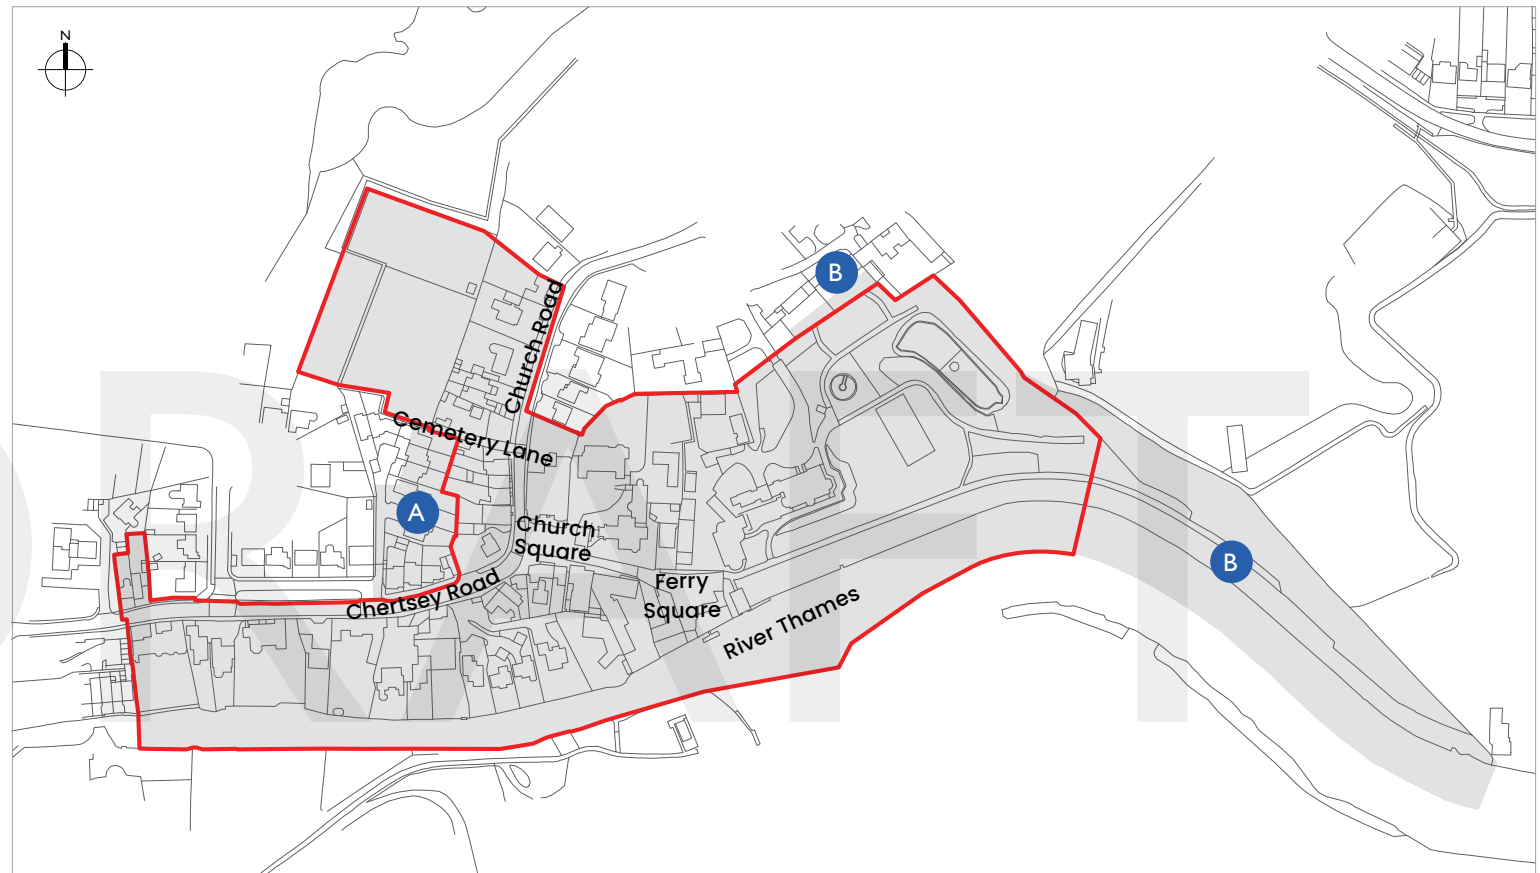 N
B
Church Road
Cemetery Lane
A
Church
Square
B
Chertsey Road
Ferry
Square
River Thames
DRAFT